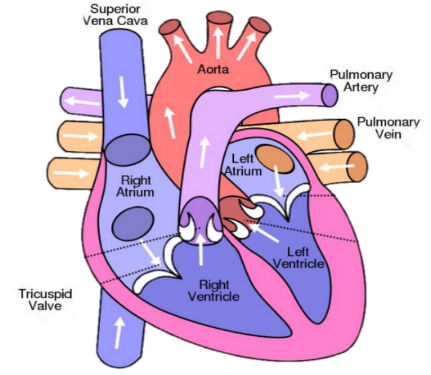 Superior
Vena Cava
Aorta
Pulmonary
Artery
Pulmonary
Vein
Left
Atrium
Right
Atrium
Left
Ventricle
Right
Ventricle
Tricuspid
Valve